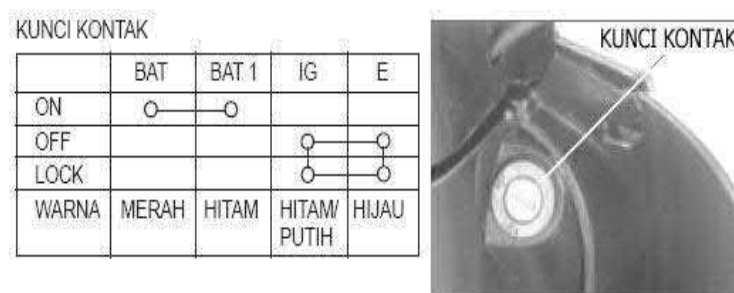 KUNCI KONTAK
BAT BAT 1 IG E
ON
OFF
LOCK
WARNA MERAH HITAM HITAM/ HIJAU
PUTIH
KUNCI KONTAK